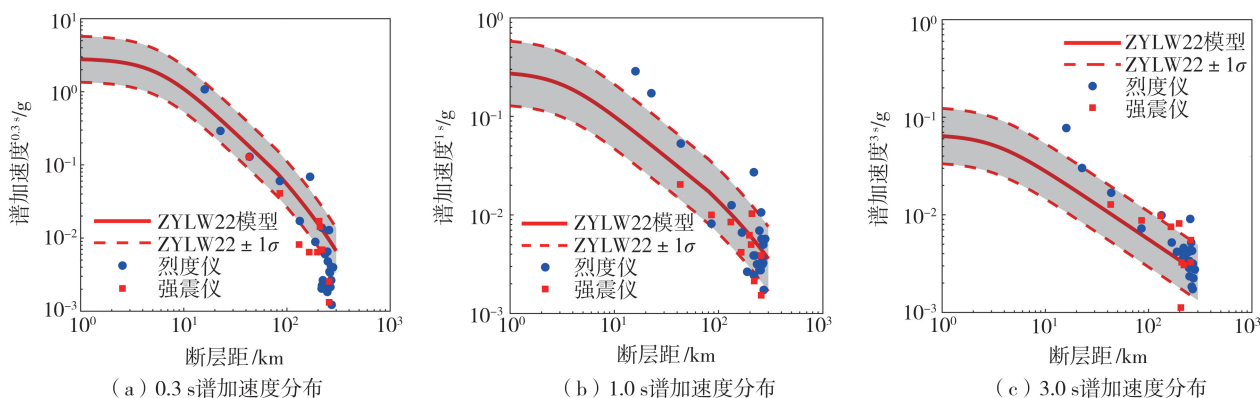 10¹
10⁰
10⁻¹
10⁻²
10⁻³
谱加速度0.3 s/g
ZYLW22模型
ZYLW22 ± 1σ
烈度仪
强震仪
10⁰ 10¹ 10² 10³
断层距/km
（a）0.3 s谱加速度分布
10⁰
10⁻¹
10⁻²
10⁻³
谱加速度1 s/g
ZYLW22模型
ZYLW22 ± 1σ
烈度仪
强震仪
10⁰ 10¹ 10² 10³
断层距/km
（b）1.0 s谱加速度分布
10⁰
10⁻¹
10⁻²
10⁻³
谱加速度3 s/g
ZYLW22模型
ZYLW22 ± 1σ
烈度仪
强震仪
10⁰ 10¹ 10² 10³
断层距/km
（c）3.0 s谱加速度分布